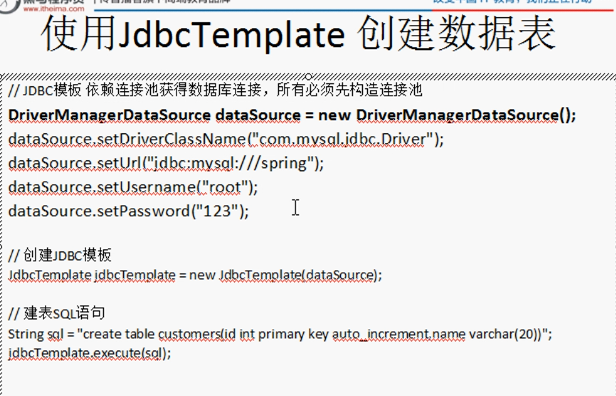 www.itheima.com
使用JdbcTemplate 创建数据表
// JDBC模板 依赖连接池获得数据库连接，所有必须先构造连接池
DriverManagerDataSource dataSource = new DriverManagerDataSource();
dataSource.setDriverClassName("com.mysql.jdbc.Driver");
dataSource.setUrl("jdbc:mysql:///spring");
dataSource.setUsername("root");
dataSource.setPassword("123");
// 创建JDBC模板
JdbcTemplate jdbcTemplate = new JdbcTemplate(dataSource);
// 建表SQL语句
String sql = "create table customers(id int primary key auto_increment,name varchar(20))";
jdbcTemplate.execute(sql);